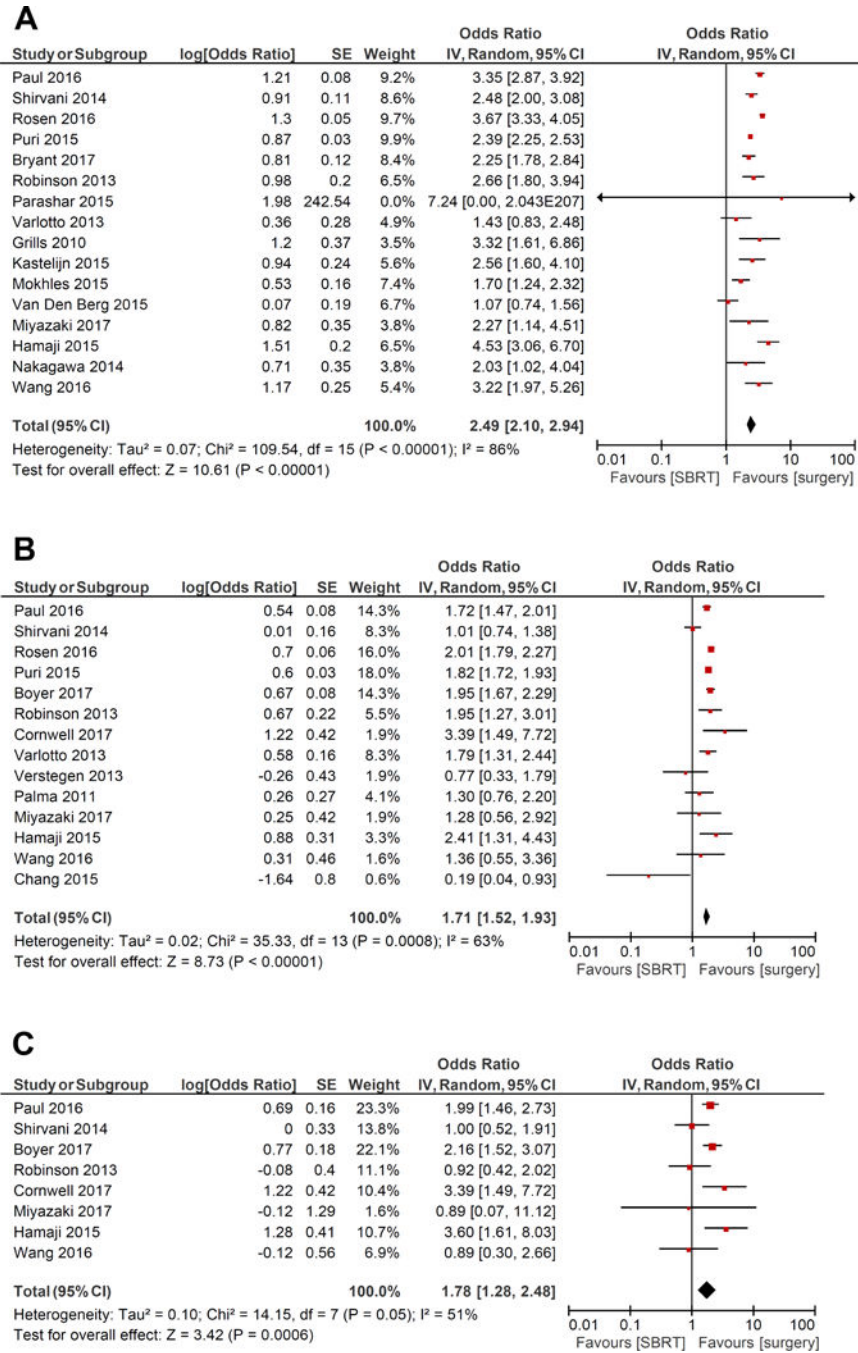 A
Odds Ratio Odds Ratio
Study or Subgroup log[Odds Ratio] SE Weight IV, Random, 95% CI IV, Random, 95% CI
Paul 2016 1.21 0.08 9.2% 3.35 [2.87, 3.92]
Shirvani 2014 0.91 0.11 8.6% 2.48 [2.00, 3.08]
Rosen 2016 1.3 0.05 9.7% 3.67 [3.33, 4.05]
Puri 2015 0.87 0.03 9.9% 2.39 [2.25, 2.53]
Bryant 2017 0.81 0.12 8.4% 2.25 [1.78, 2.84]
Robinson 2013 0.98 0.2 6.5% 2.66 [1.80, 3.94]
Parashar 2015 1.98 242.54 0.0% 7.24 [0.00, 2.043E207]
Varlotto 2013 0.36 0.28 4.9% 1.43 [0.83, 2.48]
Grills 2010 1.2 0.37 3.5% 3.32 [1.61, 6.86]
Kastelijn 2015 0.94 0.24 5.6% 2.56 [1.60, 4.10]
Mokhles 2015 0.53 0.16 7.4% 1.70 [1.24, 2.32]
Van Den Berg 2015 0.07 0.19 6.7% 1.07 [0.74, 1.56]
Miyazaki 2017 0.82 0.35 3.8% 2.27 [1.14, 4.51]
Hamaji 2015 1.51 0.2 6.5% 4.53 [3.06, 6.70]
Nakagawa 2014 0.71 0.35 3.8% 2.03 [1.02, 4.04]
Wang 2016 1.17 0.25 5.4% 3.22 [1.97, 5.26]
Total (95% CI) 100.0% 2.49 [2.10, 2.94]
Heterogeneity: Tau² = 0.07; Chi² = 109.54, df = 15 (P < 0.00001); I² = 86%
Test for overall effect: Z = 10.61 (P < 0.00001)
0.01 0.1 1 10 100
Favours [SBRT] Favours [surgery]
B
Odds Ratio Odds Ratio
Study or Subgroup log[Odds Ratio] SE Weight IV, Random, 95% CI IV, Random, 95% CI
Paul 2016 0.54 0.08 14.3% 1.72 [1.47, 2.01]
Shirvani 2014 0.01 0.16 8.3% 1.01 [0.74, 1.38]
Rosen 2016 0.7 0.06 16.0% 2.01 [1.79, 2.27]
Puri 2015 0.6 0.03 18.0% 1.82 [1.72, 1.93]
Boyer 2017 0.67 0.08 14.3% 1.95 [1.67, 2.29]
Robinson 2013 0.67 0.22 5.5% 1.95 [1.27, 3.01]
Cornwell 2017 1.22 0.42 1.9% 3.39 [1.49, 7.72]
Varlotto 2013 0.58 0.16 8.3% 1.79 [1.31, 2.44]
Verstegen 2013 -0.26 0.43 1.9% 0.77 [0.33, 1.79]
Palma 2011 0.26 0.27 4.1% 1.30 [0.76, 2.20]
Miyazaki 2017 0.25 0.42 1.9% 1.28 [0.56, 2.92]
Hamaji 2015 0.88 0.31 3.3% 2.41 [1.31, 4.43]
Wang 2016 0.31 0.46 1.6% 1.36 [0.55, 3.36]
Chang 2015 -1.64 0.8 0.6% 0.19 [0.04, 0.93]
Total (95% CI) 100.0% 1.71 [1.52, 1.93]
Heterogeneity: Tau² = 0.02; Chi² = 35.33, df = 13 (P = 0.0008); I² = 63%
Test for overall effect: Z = 8.73 (P < 0.00001)
0.01 0.1 1 10 100
Favours [SBRT] Favours [surgery]
C
Odds Ratio Odds Ratio
Study or Subgroup log[Odds Ratio] SE Weight IV, Random, 95% CI IV, Random, 95% CI
Paul 2016 0.69 0.16 23.3% 1.99 [1.46, 2.73]
Shirvani 2014 0 0.33 13.8% 1.00 [0.52, 1.91]
Boyer 2017 0.77 0.18 22.1% 2.16 [1.52, 3.07]
Robinson 2013 -0.08 0.4 11.1% 0.92 [0.42, 2.02]
Cornwell 2017 1.22 0.42 10.4% 3.39 [1.49, 7.72]
Miyazaki 2017 -0.12 1.29 1.6% 0.89 [0.07, 11.12]
Hamaji 2015 1.28 0.41 10.7% 3.60 [1.61, 8.03]
Wang 2016 -0.12 0.56 6.9% 0.89 [0.30, 2.66]
Total (95% CI) 100.0% 1.78 [1.28, 2.48]
Heterogeneity: Tau² = 0.10; Chi² = 14.15, df = 7 (P = 0.05); I² = 51%
Test for overall effect: Z = 3.42 (P = 0.0006)
0.01 0.1 1 10 100
Favours [SBRT] Favours [surgery]